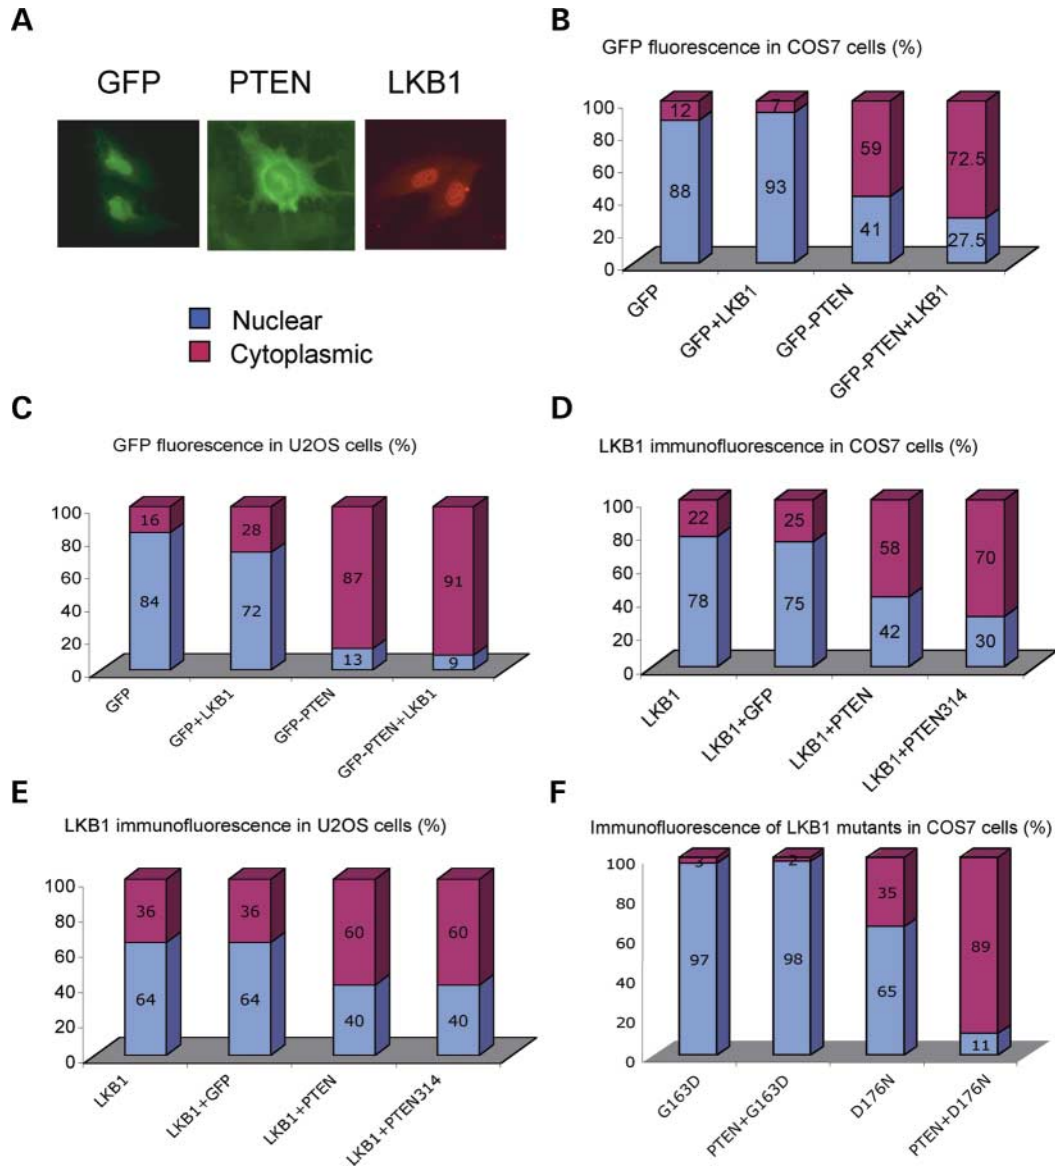 A
GFP PTEN LKB1
Nuclear
Cytoplasmic
B
GFP fluorescence in COS7 cells (%)
100
80
60
40
20
0
12 7 59 72.5
88 93 41 27.5
GFP GFP+LKB1 GFP-PTEN GFP-PTEN+LKB1
C
GFP fluorescence in U2OS cells (%)
100
80
60
40
20
0
16 28 87 91
84 72 13 9
GFP GFP+LKB1 GFP-PTEN GFP-PTEN+LKB1
D
LKB1 immunofluorescence in COS7 cells (%)
100
80
60
40
20
0
22 25 58 70
78 75 42 30
LKB1 LKB1+GFP LKB1+PTEN LKB1+PTEN314
E
LKB1 immunofluorescence in U2OS cells (%)
100
80
60
40
20
0
36 36 60 60
64 64 40 40
LKB1 LKB1+GFP LKB1+PTEN LKB1+PTEN314
F
Immunofluorescence of LKB1 mutants in COS7 cells (%)
100
80
60
40
20
0
3 2 35 89
97 98 65 11
G163D PTEN+G163D D176N PTEN+D176N